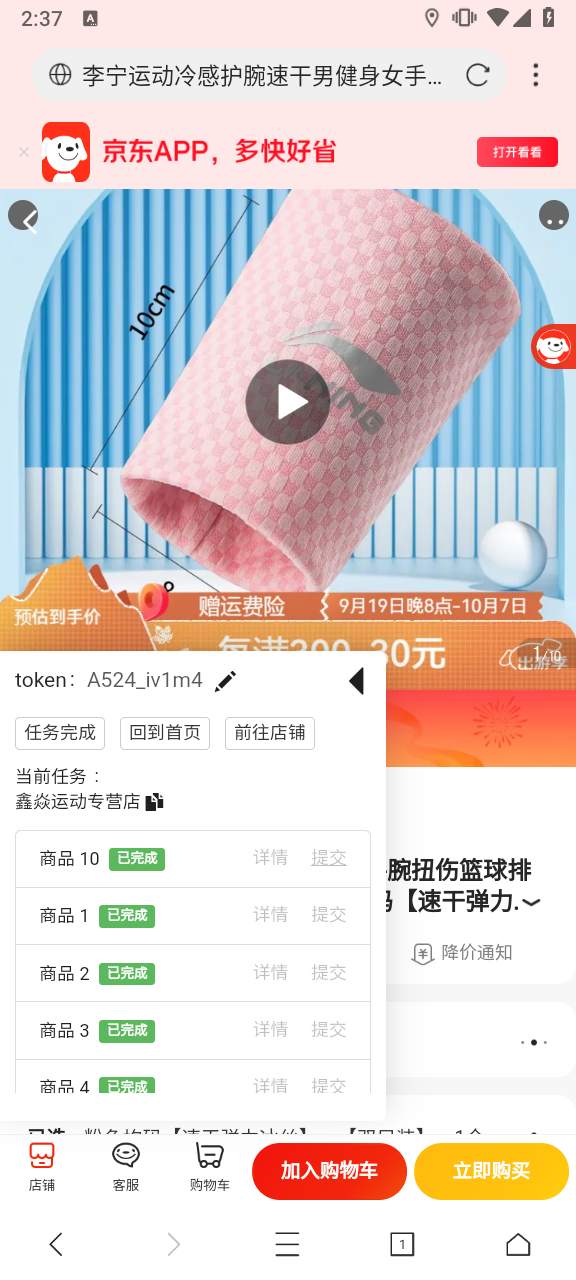 2:37
李宁运动冷感护腕速干男健身女手...
京东APP，多快好省
打开看看
10cm
预估到手价
赠运费险
9月19日晚8点-10月7日
30元
出游季
1/10
token: A524_iv1m4
任务完成 回到首页 前往店铺
当前任务：
鑫焱运动专营店
商品 10 已完成 详情 提交
商品 1 已完成 详情 提交
商品 2 已完成 详情 提交
商品 3 已完成 详情 提交
商品 4 已完成 详情 提交
腕扭伤篮球排
【速干弹力.
降价通知
店铺
客服
购物车
加入购物车
立即购买
1